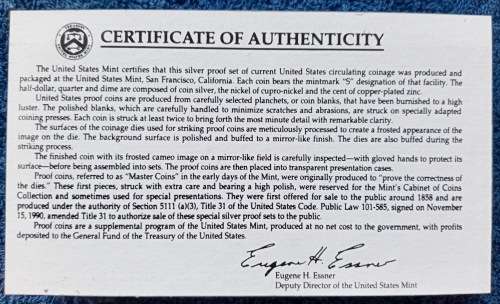 CERTIFICATE OF AUTHENTICITY
The United States Mint certifies that this silver proof set of current United States circulating coinage was produced and
packaged at the United States Mint, San Francisco, California. Each coin bears the mintmark "S" designation of that facility. The
half-dollar, quarter and dime are composed of coin silver, the nickel of cupro-nickel and the cent of copper-plated zinc.
United States proof coins are produced from carefully selected planchets, or coin blanks, that have been burnished to a high
luster. The polished blanks, which are carefully handled to minimize scratches and abrasions, are struck on specially adapted
coining presses. Each coin is struck at least twice to bring forth the most minute detail with remarkable clarity.
The surfaces of the coinage dies used for striking proof coins are meticulously processed to create a frosted appearance of the
image on the die. The background surface is polished and buffed to a mirror-like finish. The dies are also buffed during the
striking process.
The finished coin with its frosted cameo image on a mirror-like field is carefully inspected—with gloved hands to protect its
surface—before being assembled into sets. The proof coins are then placed into transparent presentation cases.
Proof coins, referred to as "Master Coins" in the early days of the Mint, were originally produced to "prove the correctness of
the dies." These first pieces, struck with extra care and bearing a high polish, were reserved for the Mint's Cabinet of Coins
Collection and sometimes used for special presentations. They were first offered for sale to the public around 1858 and are
produced under the authority of Section 5111 (a)(3), Title 31 of the United States Code. Public Law 101-585, signed on November
15, 1990, amended Title 31 to authorize sale of these special silver proof sets to the public.
Proof coins are a supplemental program of the United States Mint, produced at no net cost to the government, with profits
deposited to the General Fund of the Treasury of the United States.
Eugene H. Essner
Eugene H. Essner
Deputy Director of the United States Mint